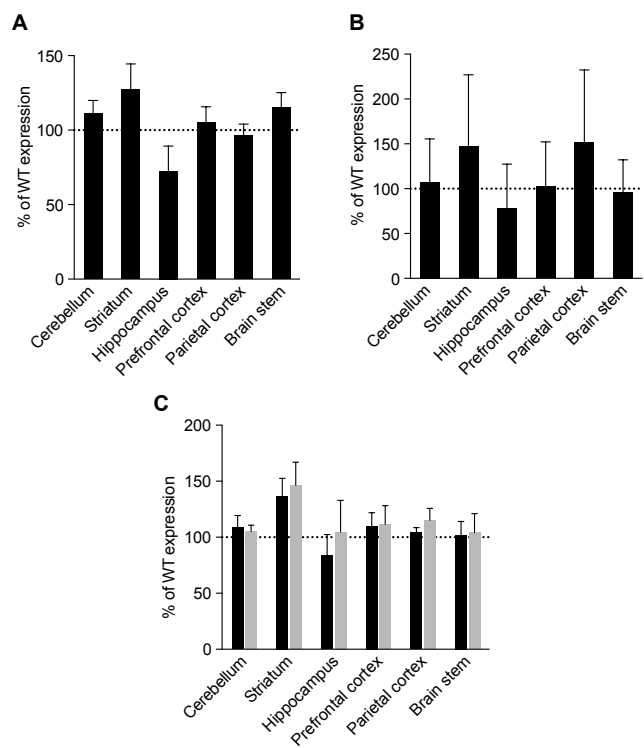 A
% of WT expression
150
100
50
0
Cerebellum
Striatum
Hippocampus
Prefrontal cortex
Parietal cortex
Brain stem
B
% of WT expression
250
200
150
100
50
0
Cerebellum
Striatum
Hippocampus
Prefrontal cortex
Parietal cortex
Brain stem
C
% of WT expression
200
150
100
50
0
Cerebellum
Striatum
Hippocampus
Prefrontal cortex
Parietal cortex
Brain stem